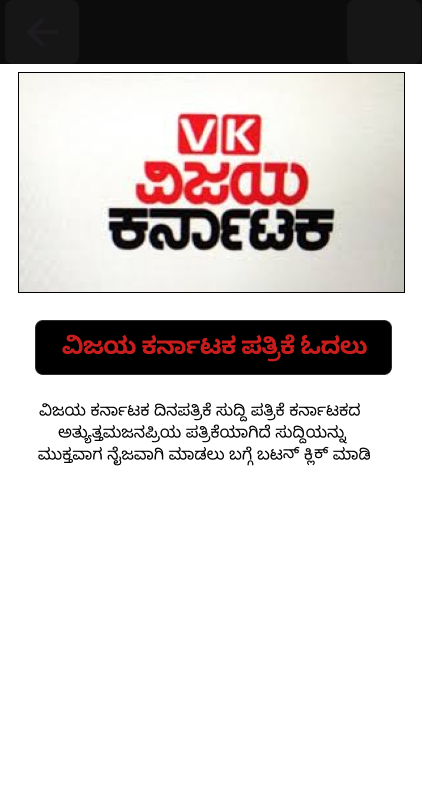 VK
ವಿಜಯ
ಕರ್ನಾಟಕ
ವಿಜಯ ಕರ್ನಾಟಕ ಪತ್ರಿಕೆ ಓದಲು
ವಿಜಯ ಕರ್ನಾಟಕ ದಿನಪತ್ರಿಕೆ ಸುದ್ದಿ ಪತ್ರಿಕೆ ಕರ್ನಾಟಕದ
ಅತ್ಯುತ್ತಮಜನಪ್ರಿಯ ಪತ್ರಿಕೆಯಾಗಿದೆ ಸುದ್ದಿಯನ್ನು
ಮುಕ್ತವಾಗ ನೈಜವಾಗಿ ಮಾಡಲು ಬಗ್ಗೆ ಬಟನ್ ಕ್ಲಿಕ್ ಮಾಡಿ